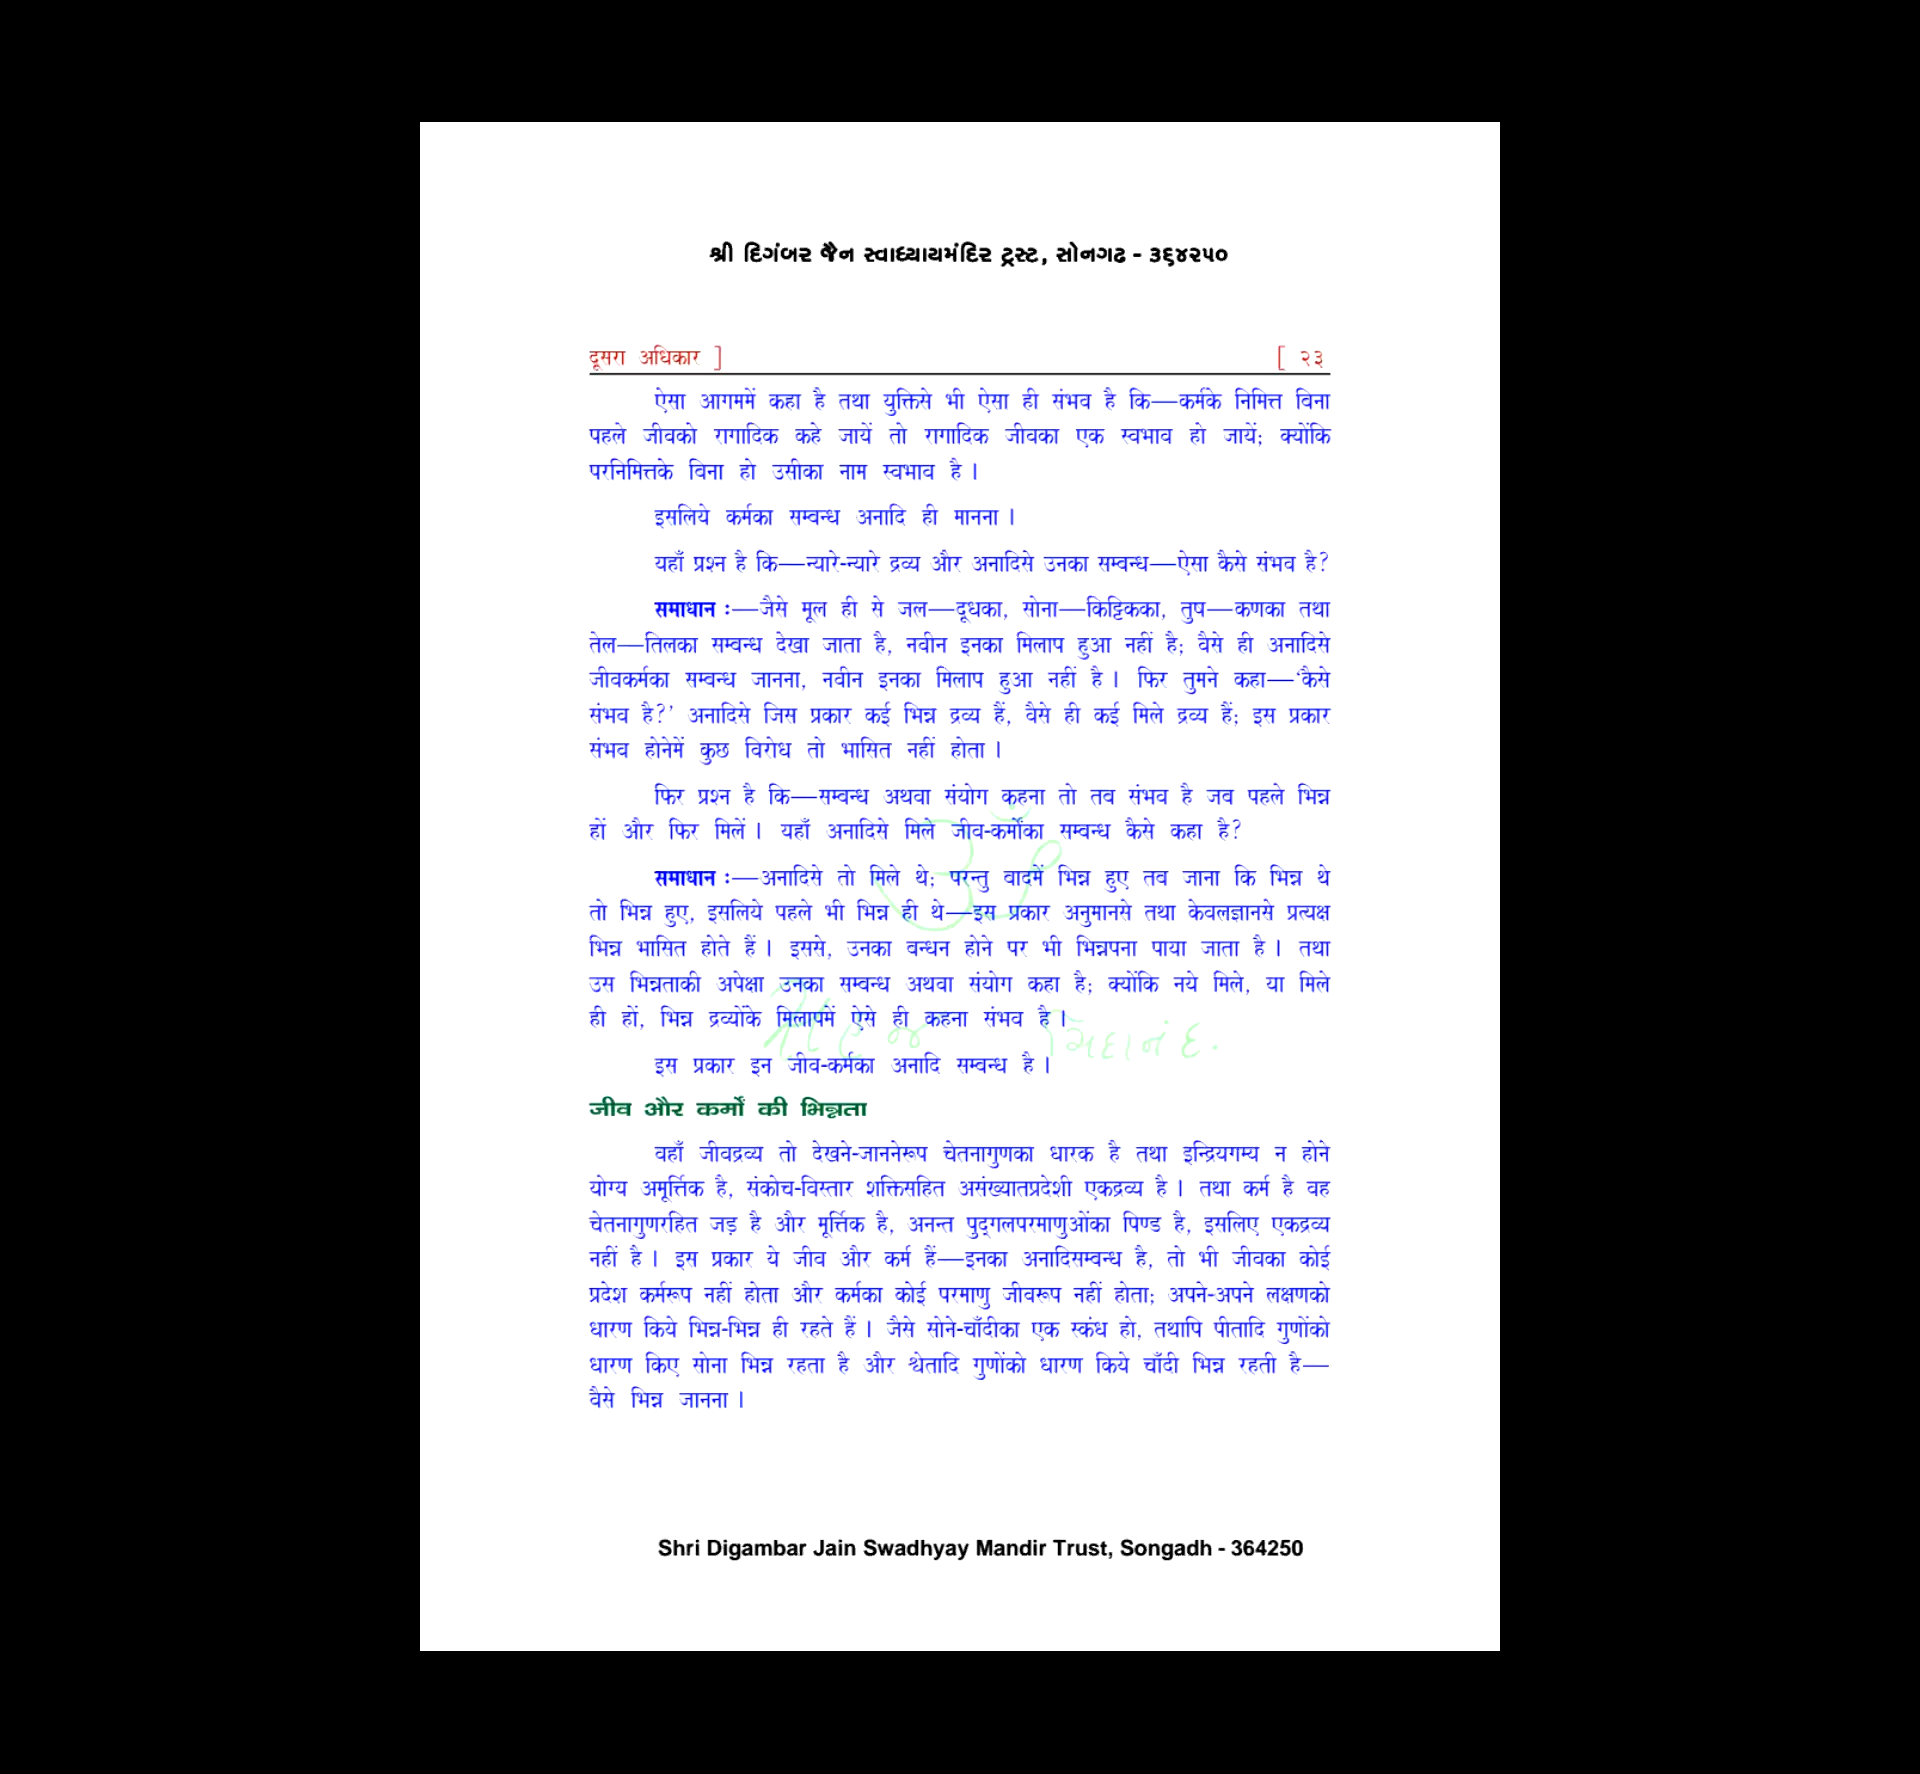 શ્રી દિગંબર જૈન સ્વાધ્યાયમંદિર ટ્રસ્ટ, સોનગઢ - ૩૬૪૨૫૦
दूसरा अधिकार ] [ २३
ऐसा आगममें कहा है तथा युक्तिसे भी ऐसा ही संभव है कि—कर्मके निमित्त बिना
पहले जीवको रागादिक कहे जायें तो रागादिक जीवका एक स्वभाव हो जायें; क्योंकि
परनिमित्तके बिना हो उसीका नाम स्वभाव है।
इसलिये कर्मका सम्बन्ध अनादि ही मानना।
यहाँ प्रश्न है कि—न्यारे-न्यारे द्रव्य और अनादिसे उनका सम्बन्ध—ऐसा कैसे संभव है?
समाधान :—जैसे मूल ही से जल—दूधका, सोना—किट्टिकका, तुष—कणका तथा
तेल—तिलका सम्बन्ध देखा जाता है, नवीन इनका मिलाप हुआ नहीं है; वैसे ही अनादिसे
जीवकर्मका सम्बन्ध जानना, नवीन इनका मिलाप हुआ नहीं है। फिर तुमने कहा—‘कैसे
संभव है?’ अनादिसे जिस प्रकार कई भिन्न द्रव्य हैं, वैसे ही कई मिले द्रव्य हैं; इस प्रकार
संभव होनेमें कुछ विरोध तो भासित नहीं होता।
फिर प्रश्न है कि—सम्बन्ध अथवा संयोग कहना तो तब संभव है जब पहले भिन्न
हों और फिर मिलें। यहाँ अनादिसे मिले जीव-कर्मोंका सम्बन्ध कैसे कहा है?
समाधान :—अनादिसे तो मिले थे; परन्तु बादमें भिन्न हुए तब जाना कि भिन्न थे
तो भिन्न हुए, इसलिये पहले भी भिन्न ही थे—इस प्रकार अनुमानसे तथा केवलज्ञानसे प्रत्यक्ष
भिन्न भासित होते हैं। इससे, उनका बन्धन होने पर भी भिन्नपना पाया जाता है। तथा
उस भिन्नताकी अपेक्षा उनका सम्बन्ध अथवा संयोग कहा है; क्योंकि नये मिले, या मिले
ही हों, भिन्न द्रव्योंके मिलापमें ऐसे ही कहना संभव है।
इस प्रकार इन जीव-कर्मका अनादि सम्बन्ध है।
जीव और कर्मों की भिन्नता
वहाँ जीवद्रव्य तो देखने-जाननेरूप चेतनागुणका धारक है तथा इन्द्रियगम्य न होने
योग्य अमूर्त्तिक है, संकोच-विस्तार शक्तिसहित असंख्यातप्रदेशी एकद्रव्य है। तथा कर्म है वह
चेतनागुणरहित जड़ है और मूर्त्तिक है, अनन्त पुद्‌गलपरमाणुओंका पिण्ड है, इसलिए एकद्रव्य
नहीं है। इस प्रकार ये जीव और कर्म हैं—इनका अनादिसम्बन्ध है, तो भी जीवका कोई
प्रदेश कर्मरूप नहीं होता और कर्मका कोई परमाणु जीवरूप नहीं होता; अपने-अपने लक्षणको
धारण किये भिन्न-भिन्न ही रहते हैं। जैसे सोने-चाँदीका एक स्कंध हो, तथापि पीतादि गुणोंको
धारण किए सोना भिन्न रहता है और श्वेतादि गुणोंको धारण किये चाँदी भिन्न रहती है—
वैसे भिन्न जानना।
ૐ
સહજ ચિદાનંદ.
Shri Digambar Jain Swadhyay Mandir Trust, Songadh - 364250